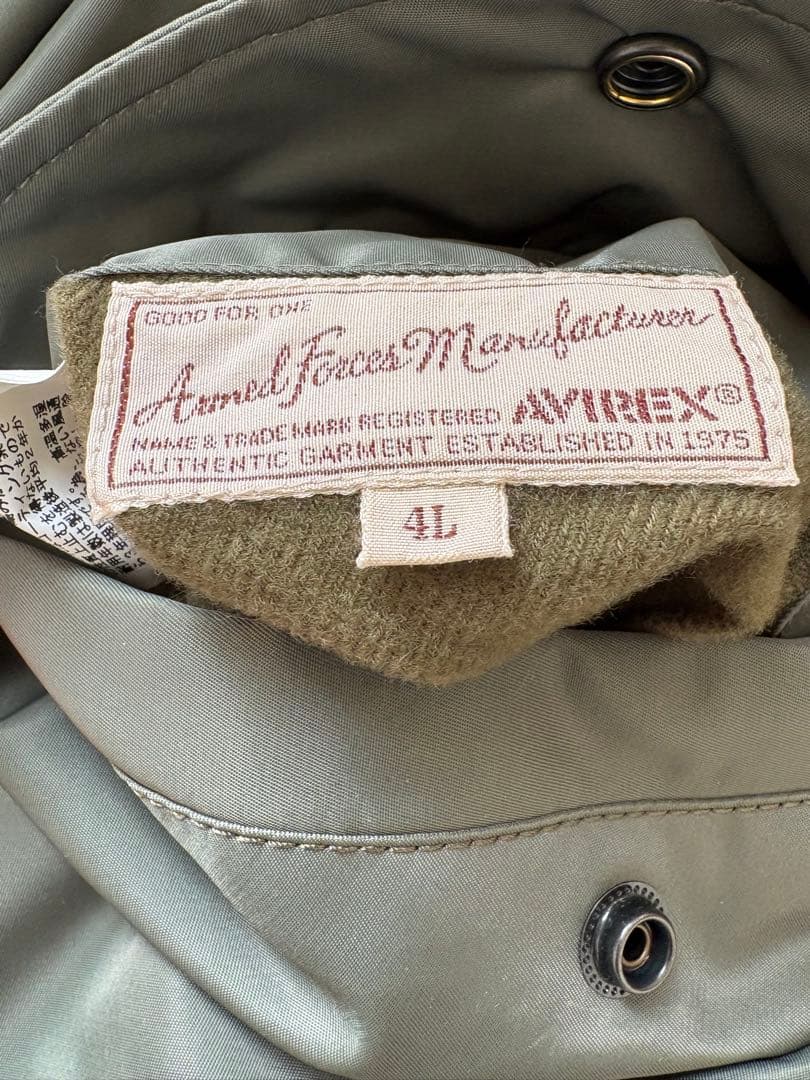 GOOD FOR ONE
Armed Forces Manufacturer
NAME & TRADE MARK REGISTERED AVIREX®
AUTHENTIC GARMENT ESTABLISHED IN 1975
4L